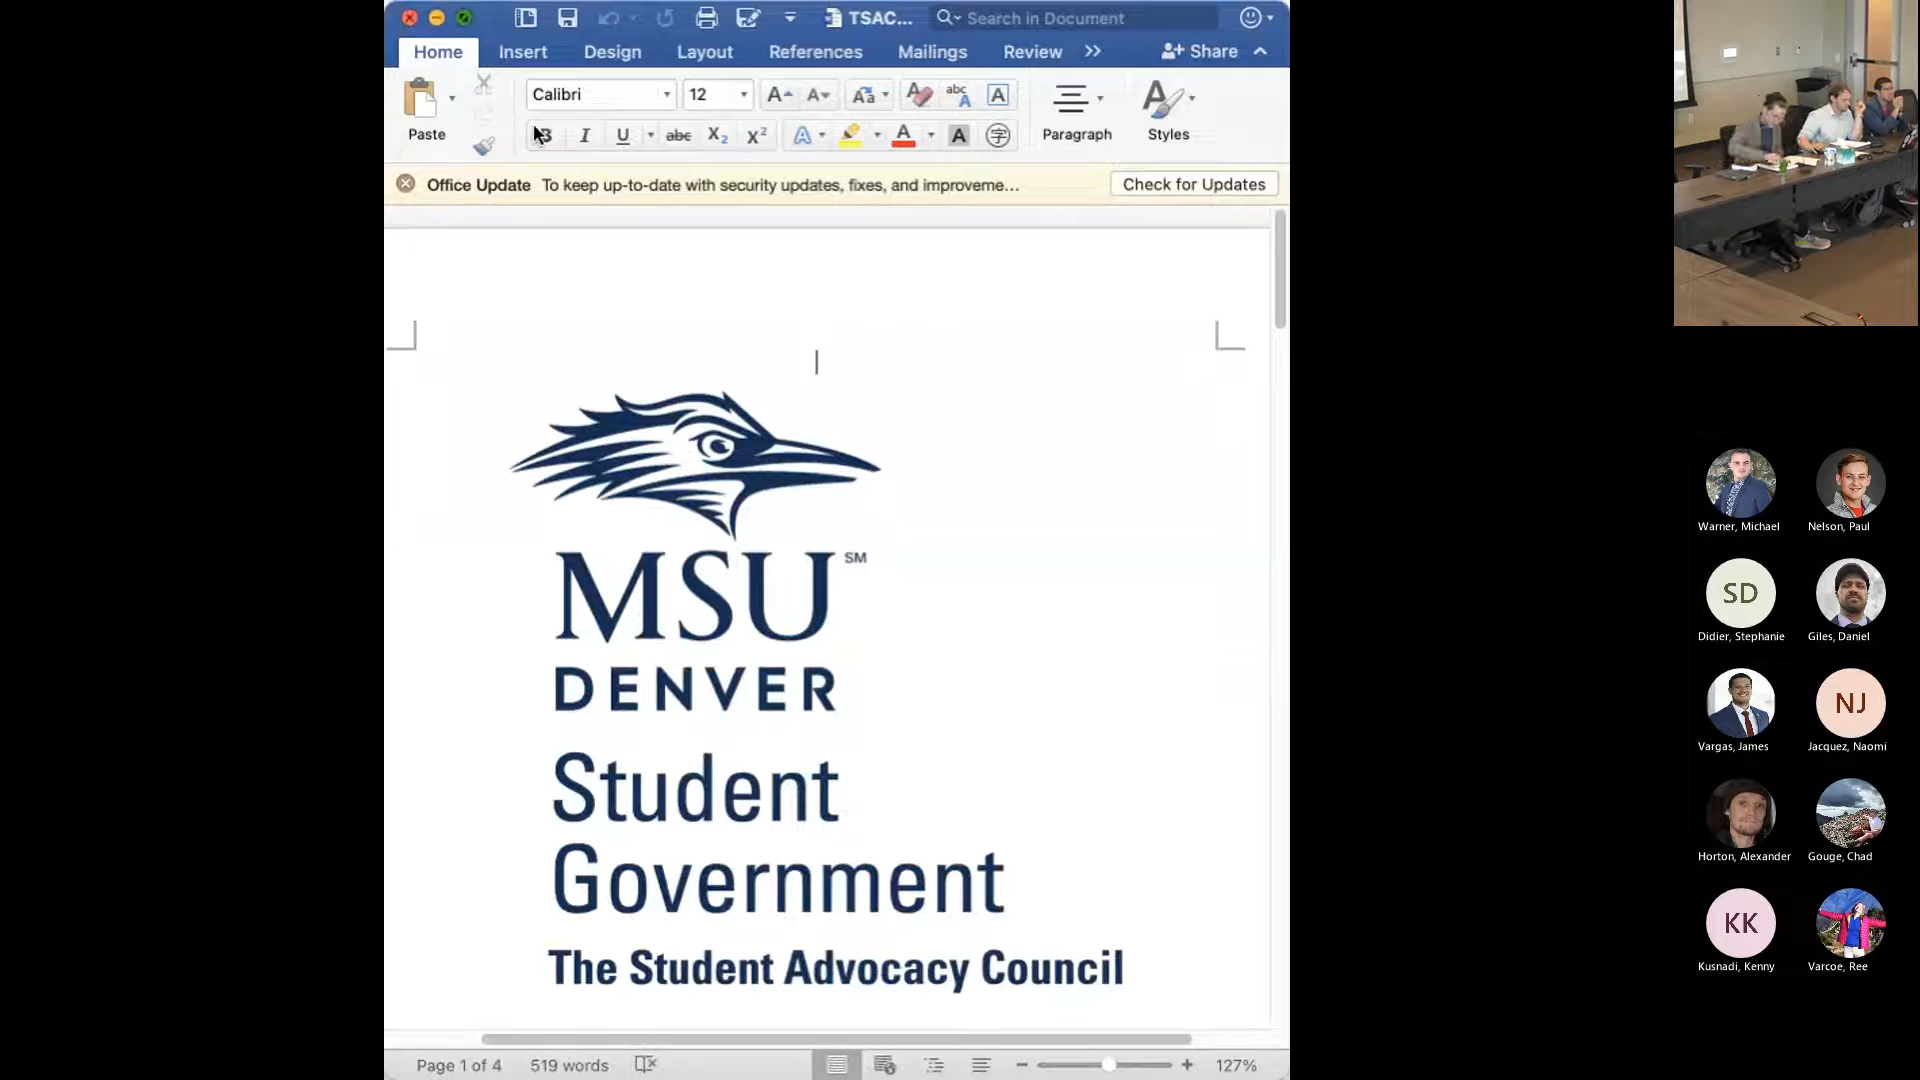 TSAC...
Search in Document
Home
Insert
Design
Layout
References
Mailings
Review
Share
Paste
Calibri
12
Paragraph
Styles
Office Update To keep up-to-date with security updates, fixes, and improveme...
Check for Updates
MSU SM
DENVER
Student
Government
The Student Advocacy Council
Page 1 of 4
519 words
127%
Warner, Michael
Nelson, Paul
SD
Didier, Stephanie
Giles, Daniel
Vargas, James
NJ
Jacquez, Naomi
Horton, Alexander
Gouge, Chad
KK
Kusnadi, Kenny
Varcoe, Ree